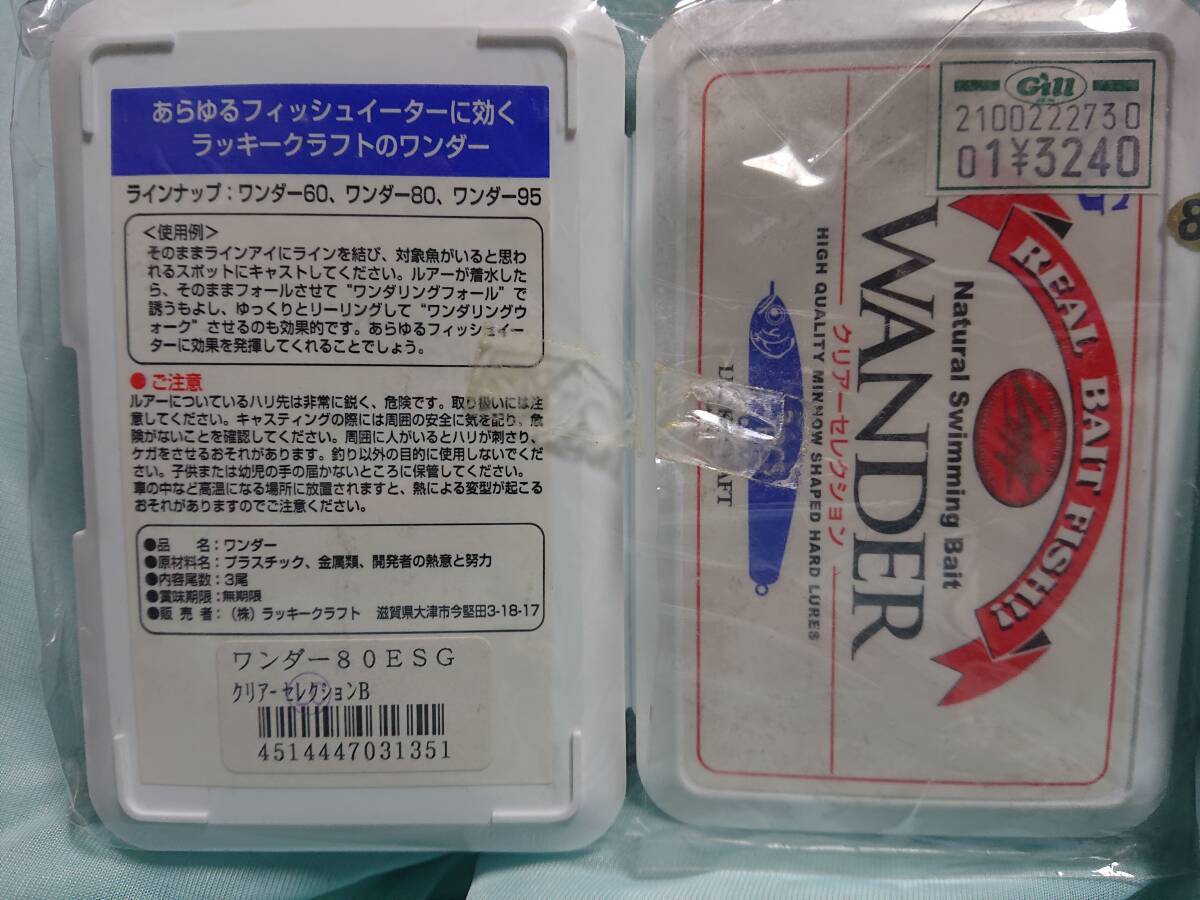 あらゆるフィッシュイーターに効く
ラッキークラフトのワンダー
ラインナップ：ワンダー60、ワンダー80、ワンダー95
＜使用例＞
そのままラインアイにラインを結び、対象魚がいると思わ
れるスポットにキャストしてください。ルアーが着水した
ら、そのままフォールさせて"ワンダリングフォール"で
誘うもよし、ゆっくりとリーリングして"ワンダリングウ
ォーク"させるのも効果的です。あらゆるフィッシュイー
ターに効果を発揮してくれることでしょう。
●ご注意
ルアーについているハリ先は非常に鋭く、危険です。取り扱いには注
意してください。キャスティングの際には周囲の安全に気を配り、危
険がないことを確認してください。周囲に人がいるとハリが刺さり、
ケガをさせるおそれがあります。釣り以外の目的に使用しないでくだ
さい。子供または幼児の手の届かないところに保管してください。
車の中など高温になる場所に放置されますと、熱による変型が起こる
おそれがありますのでご注意ください。
●品　名：ワンダー
●原材料名：プラスチック、金属類、開発者の熱意と努力
●内容尾数：3尾
●賞味期限：無期限
●販売者：（株）ラッキークラフト　滋賀県大津市今堅田3-18-17
ワンダー８０ＥＳＧ
クリアーセレクションB
4514447031351
Gill
2100222730
01¥3240
8
REAL BAIT FISH!!
Natural Swimming Bait
WANDER
クリアーセレクション
HIGH QUALITY MINNOW SHAPED HARD LURES